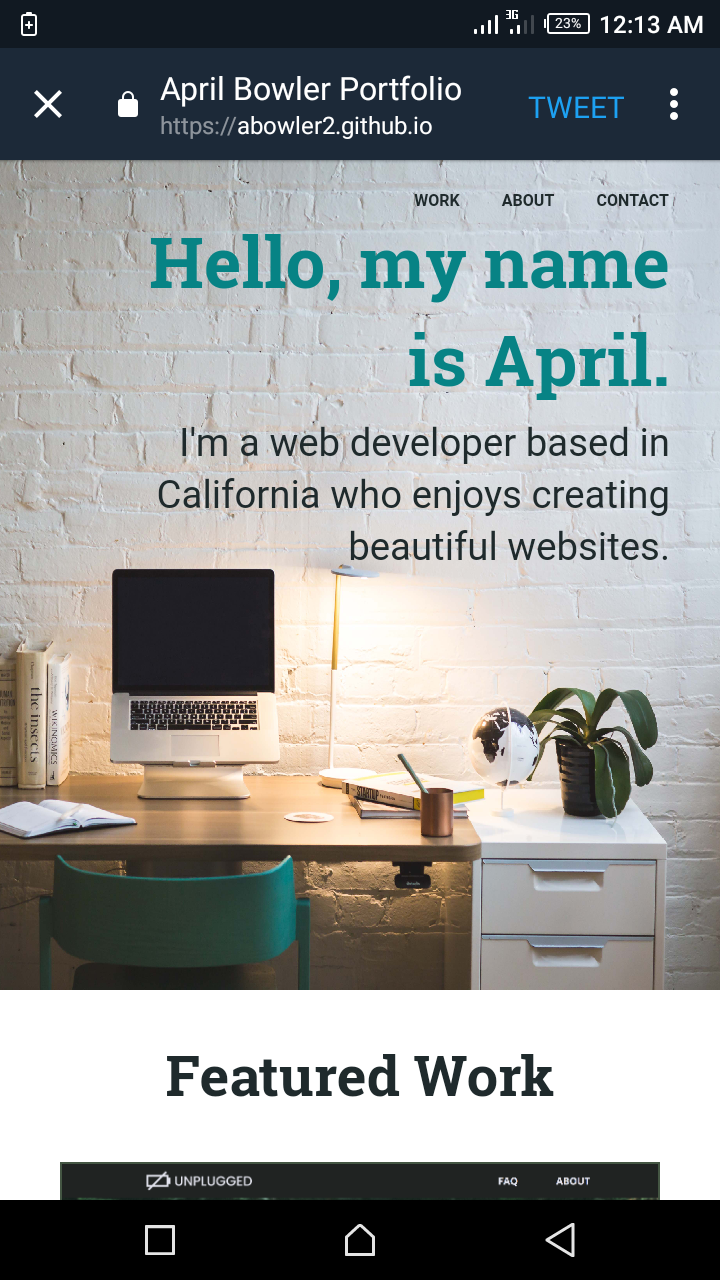 3G
23%
12:13 AM
April Bowler Portfolio
https://abowler2.github.io
TWEET
WORK
ABOUT
CONTACT
Hello, my name
is April.
I'm a web developer based in
California who enjoys creating
beautiful websites.
the insects
WIKINOMICS
STARTUP
Featured Work
UNPLUGGED
FAQ
ABOUT